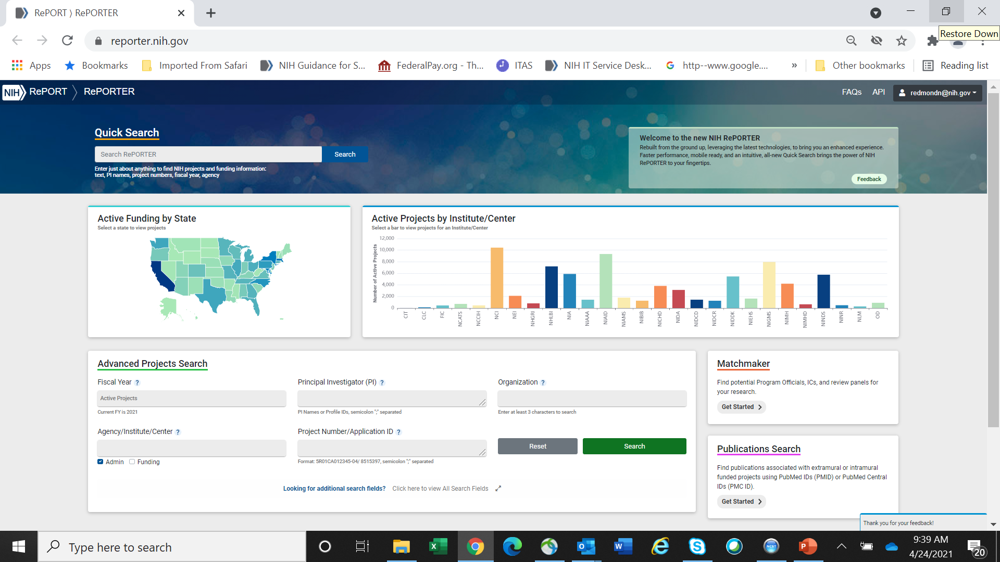 RePORT ⟩ RePORTER
Restore Down
reporter.nih.gov
Apps
Bookmarks
Imported From Safari
NIH Guidance for S...
FederalPay.org - Th...
ITAS
NIH IT Service Desk...
http--www.google....
»
Other bookmarks
Reading list
NIH RePORT RePORTER
FAQs
API
redmondn@nih.gov
Quick Search
Search RePORTER
Search
Enter just about anything to find NIH projects and funding information:
text, PI names, project numbers, fiscal year, agency
Welcome to the new NIH RePORTER
Rebuilt from the ground up, leveraging the latest technologies, to bring you an enhanced experience.
Faster performance, mobile ready, and an intuitive, all-new Quick Search brings the power of NIH
RePORTER to your fingertips.
Feedback
Active Funding by State
Select a state to view projects
Active Projects by Institute/Center
Select a bar to view projects for an Institute/Center
Number of Active Projects
12,000
10,000
8,000
6,000
4,000
2,000
0
CIT
CLC
FIC
NCATS
NCCIH
NCI
NEI
NHGRI
NHLBI
NIA
NIAAA
NIAID
NIAMS
NIBIB
NICHD
NIDA
NIDCD
NIDCR
NIDDK
NIEHS
NIGMS
NIMH
NIMHD
NINDS
NINR
NLM
OD
Advanced Projects Search
Fiscal Year ?
Active Projects
Current FY is 2021
Principal Investigator (PI) ?
PI Names or Profile IDs, semicolon ";" separated
Organization ?
Enter at least 3 characters to search
Agency/Institute/Center ?
Admin
Funding
Project Number/Application ID ?
Format: 5R01CA012345-04/ 8515397, semicolon ";" separated
Reset
Search
Looking for additional search fields? Click here to view All Search Fields
Matchmaker
Find potential Program Officials, ICs, and review panels for
your research.
Get Started
Publications Search
Find publications associated with extramural or intramural
funded projects using PubMed IDs (PMID) or PubMed Central
IDs (PMC ID).
Get Started
Thank you for your feedback!
Type here to search
X
O
W
S
NCST
P
9:39 AM
4/24/2021
20